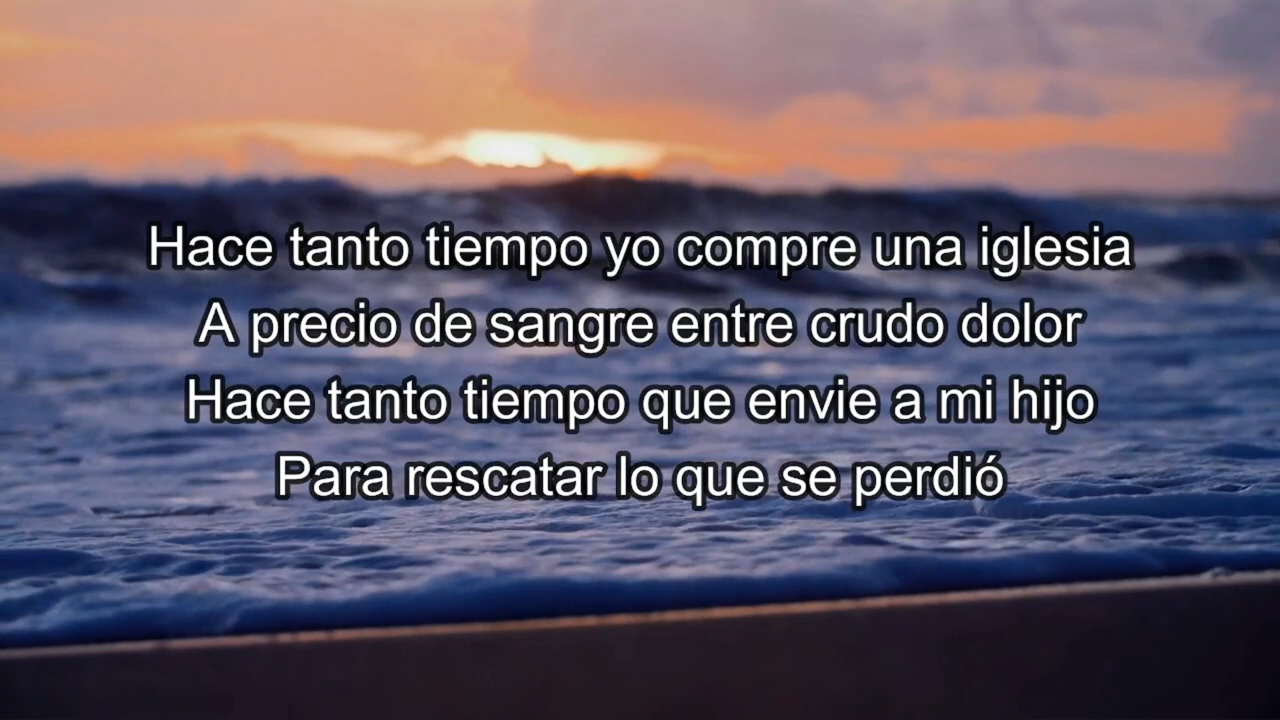 Hace tanto tiempo yo compre una iglesia
A precio de sangre entre crudo dolor
Hace tanto tiempo que envie a mi hijo
Para rescatar lo que se perdió